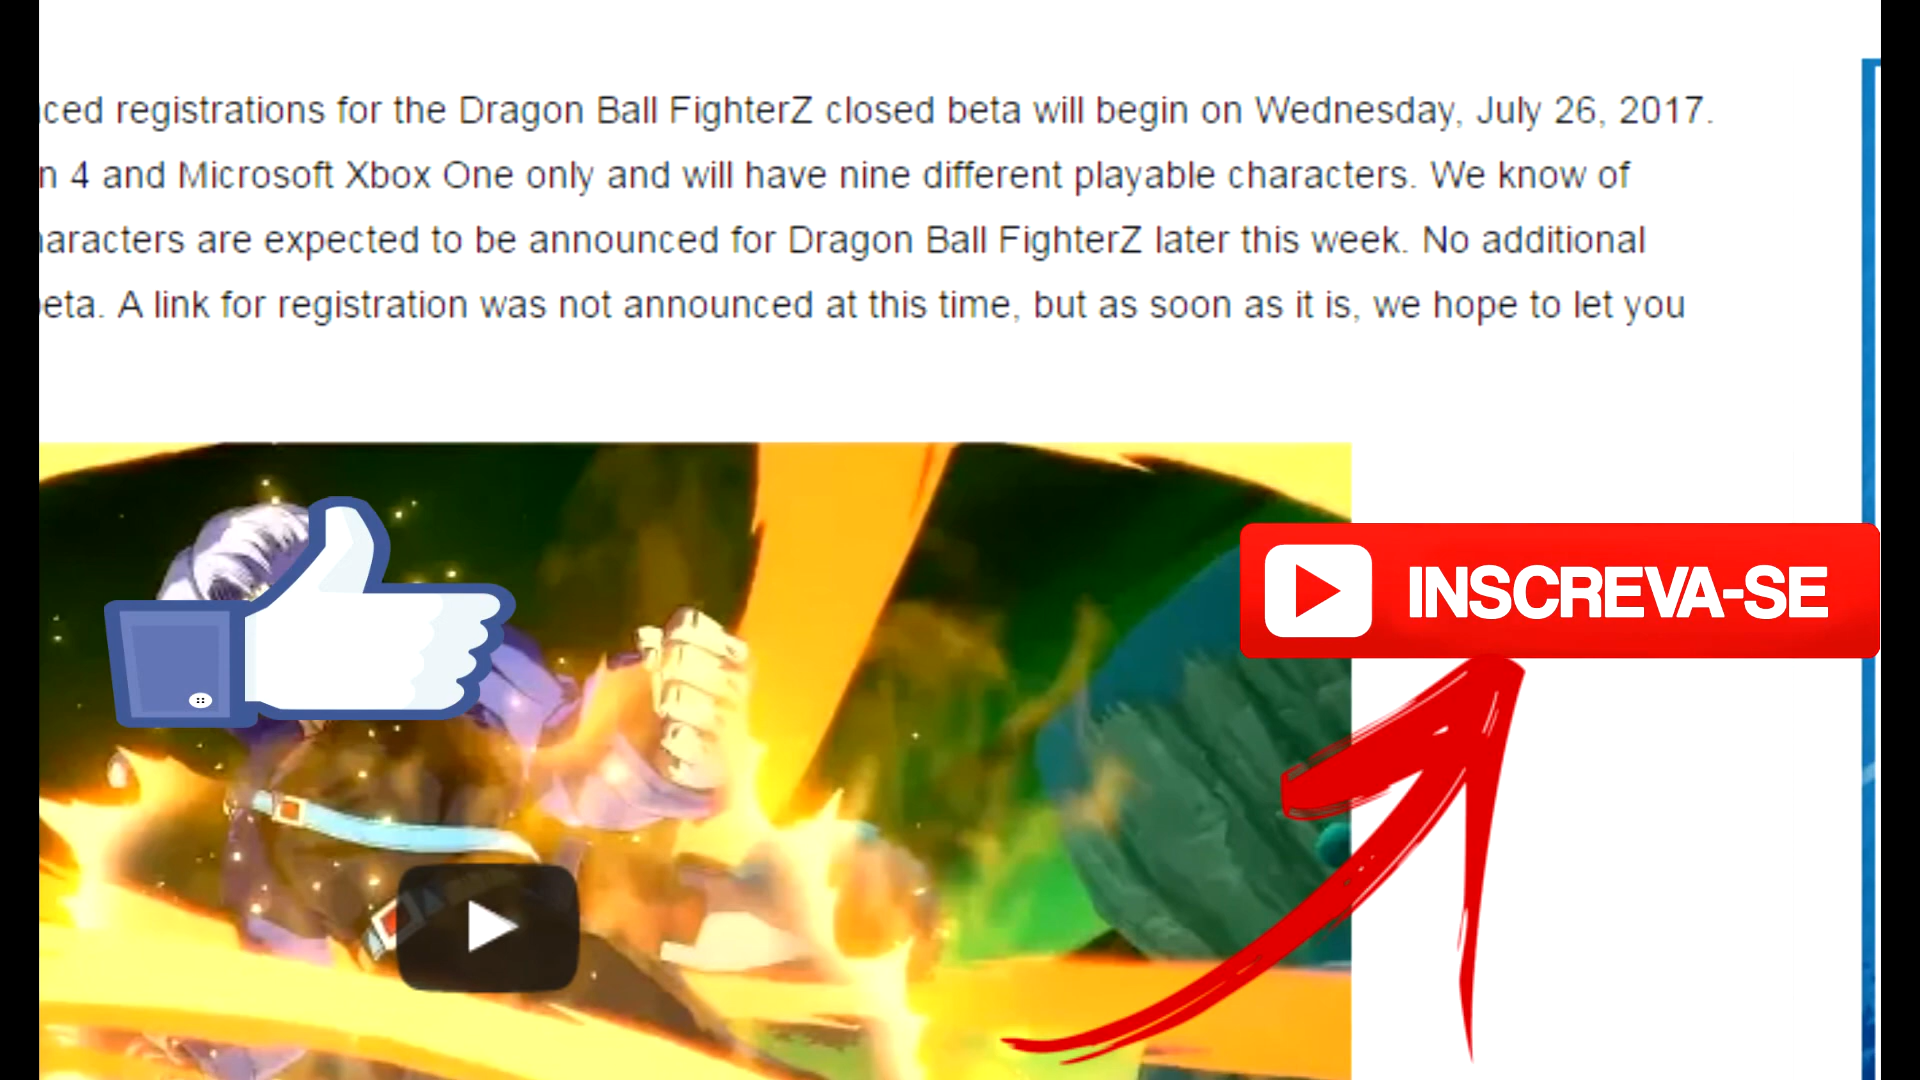 ced registrations for the Dragon Ball FighterZ closed beta will begin on Wednesday, July 26, 2017.
n 4 and Microsoft Xbox One only and will have nine different playable characters. We know of
aracters are expected to be announced for Dragon Ball FighterZ later this week. No additional
eta. A link for registration was not announced at this time, but as soon as it is, we hope to let you
INSCREVA-SE